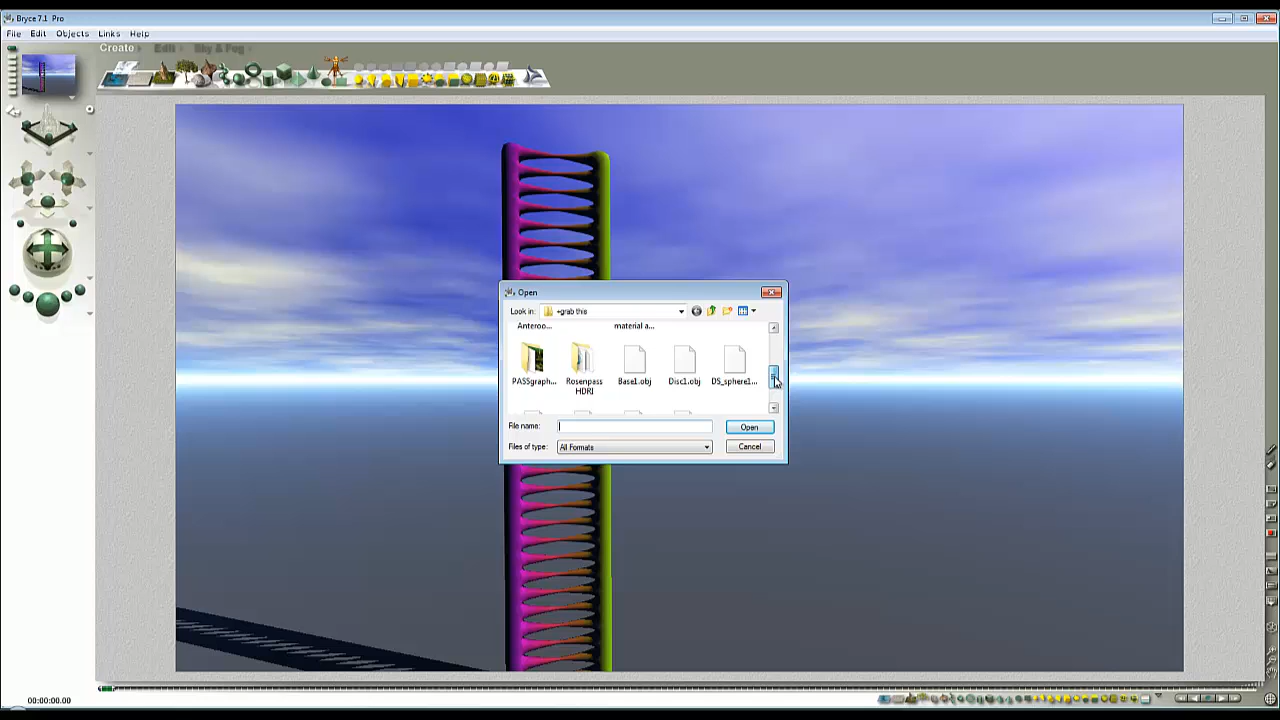 Bryce 7.1 Pro
File Edit Objects Links Help
Create Edit Sky & Fog
Open
Look in: +grab this
Anteroo... material a...
PASSgraph... Rosenpass HDRI Base1.obj Disc1.obj DS_sphere1...
File name: Open
Files of type: All Formats Cancel
00:00:00.00